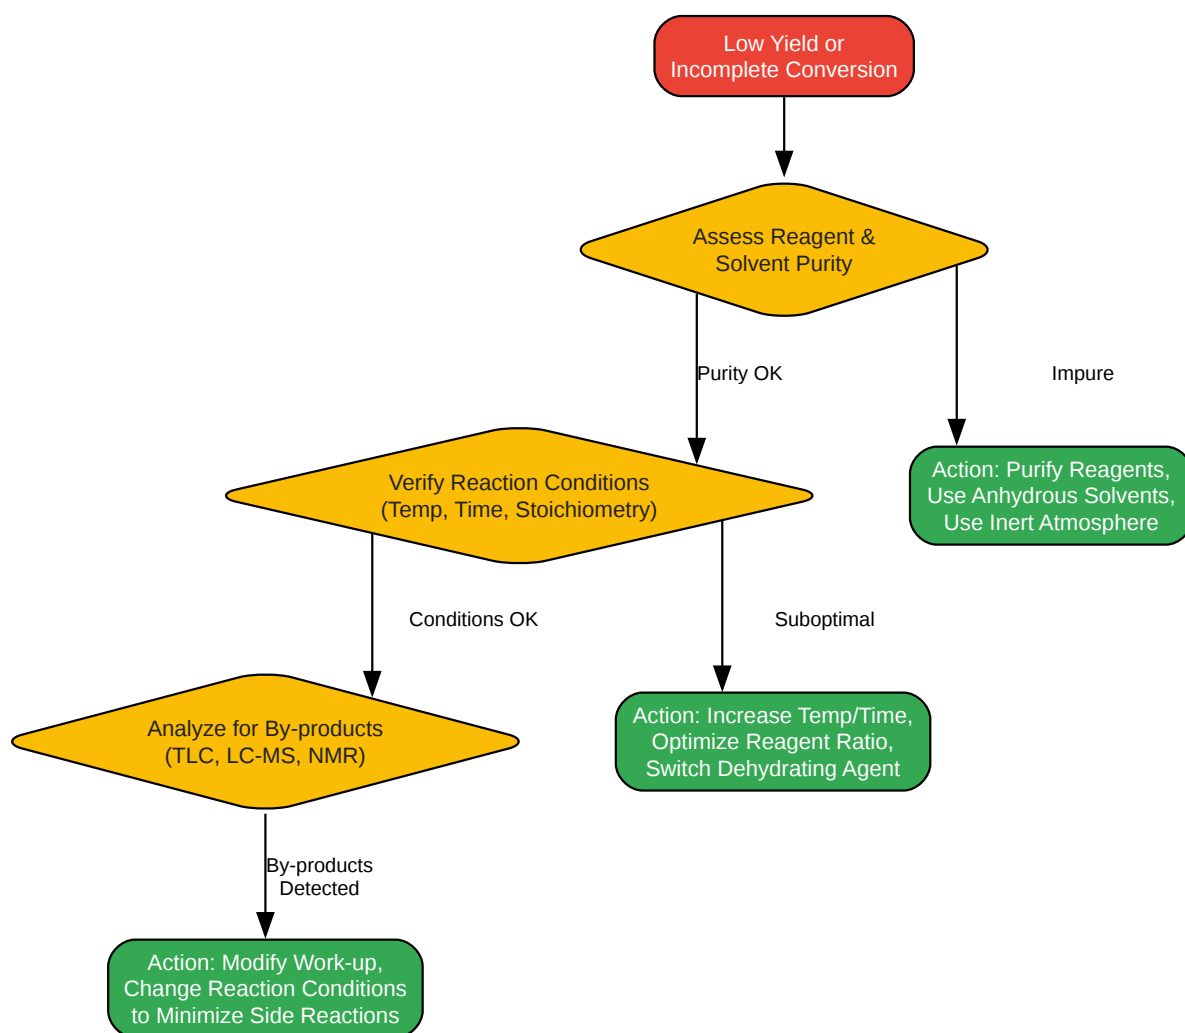 Low Yield or
Incomplete Conversion
Assess Reagent &
Solvent Purity
Purity OK
Impure
Verify Reaction Conditions
(Temp, Time, Stoichiometry)
Action: Purify Reagents,
Use Anhydrous Solvents,
Use Inert Atmosphere
Conditions OK
Suboptimal
Analyze for By-products
(TLC, LC-MS, NMR)
Action: Increase Temp/Time,
Optimize Reagent Ratio,
Switch Dehydrating Agent
By-products
Detected
Action: Modify Work-up,
Change Reaction Conditions
to Minimize Side Reactions